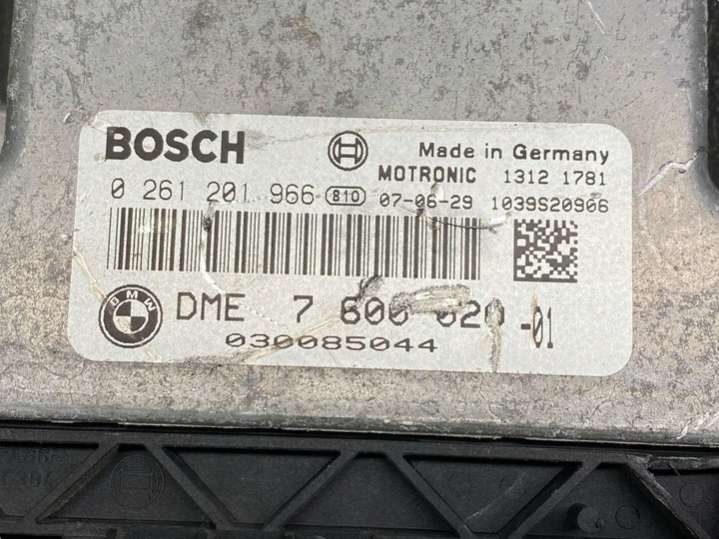 BOSCH
Made in Germany
MOTRONIC 1312 1781
0 261 201 966 810 07-06-29 1039S20966
BMW
DME 7 600 020 -01
030085044